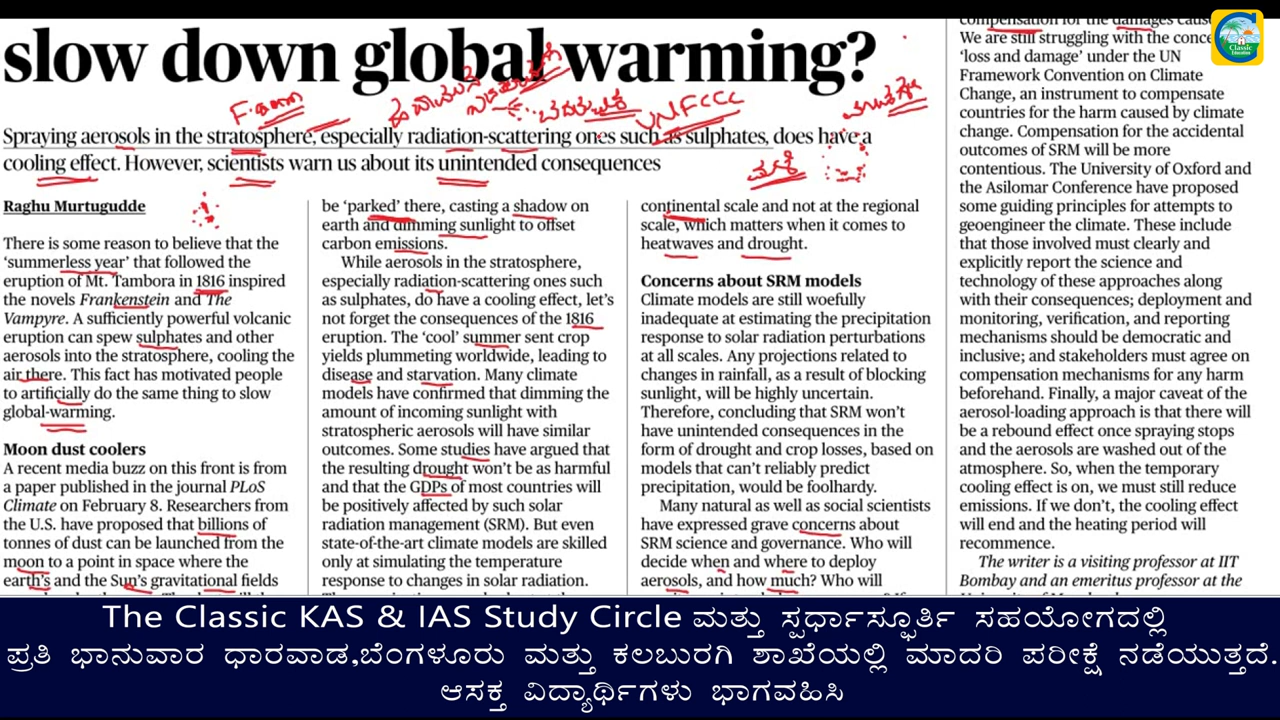 slow down global warming?
F.
UNFCCC
Spraying aerosols in the stratosphere, especially radiation-scattering ones such as sulphates, does have a
cooling effect. However, scientists warn us about its unintended consequences
ಮಳೆ
Raghu Murtugudde
There is some reason to believe that the
‘summerless year’ that followed the
eruption of Mt. Tambora in 1816 inspired
the novels Frankenstein and The
Vampyre. A sufficiently powerful volcanic
eruption can spew sulphates and other
aerosols into the stratosphere, cooling the
air there. This fact has motivated people
to artificially do the same thing to slow
global-warming.
Moon dust coolers
A recent media buzz on this front is from
a paper published in the journal PLoS
Climate on February 8. Researchers from
the U.S. have proposed that billions of
tonnes of dust can be launched from the
moon to a point in space where the
earth’s and the Sun’s gravitational fields
be ‘parked’ there, casting a shadow on
earth and dimming sunlight to offset
carbon emissions.
While aerosols in the stratosphere,
especially radiation-scattering ones such
as sulphates, do have a cooling effect, let’s
not forget the consequences of the 1816
eruption. The ‘cool’ summer sent crop
yields plummeting worldwide, leading to
disease and starvation. Many climate
models have confirmed that dimming the
amount of incoming sunlight with
stratospheric aerosols will have similar
outcomes. Some studies have argued that
the resulting drought won’t be as harmful
and that the GDPs of most countries will
be positively affected by such solar
radiation management (SRM). But even
state-of-the-art climate models are skilled
only at simulating the temperature
response to changes in solar radiation.
continental scale and not at the regional
scale, which matters when it comes to
heatwaves and drought.
Concerns about SRM models
Climate models are still woefully
inadequate at estimating the precipitation
response to solar radiation perturbations
at all scales. Any projections related to
changes in rainfall, as a result of blocking
sunlight, will be highly uncertain.
Therefore, concluding that SRM won’t
have unintended consequences in the
form of drought and crop losses, based on
models that can’t reliably predict
precipitation, would be foolhardy.
Many natural as well as social scientists
have expressed grave concerns about
SRM science and governance. Who will
decide when and where to deploy
aerosols, and how much? Who will
compensation for the damages
We are still struggling with the
‘loss and damage’ under the UN
Framework Convention on Climate
Change, an instrument to compensate
countries for the harm caused by climate
change. Compensation for the accidental
outcomes of SRM will be more
contentious. The University of Oxford and
the Asilomar Conference have proposed
some guiding principles for attempts to
geoengineer the climate. These include
that those involved must clearly and
explicitly report the science and
technology of these approaches along
with their consequences; deployment and
monitoring, verification, and reporting
mechanisms should be democratic and
inclusive; and stakeholders must agree on
compensation mechanisms for any harm
beforehand. Finally, a major caveat of the
aerosol-loading approach is that there will
be a rebound effect once spraying stops
and the aerosols are washed out of the
atmosphere. So, when the temporary
cooling effect is on, we must still reduce
emissions. If we don’t, the cooling effect
will end and the heating period will
recommence.
The writer is a visiting professor at IIT
Bombay and an emeritus professor at the
Classic
Education
The Classic KAS & IAS Study Circle ಮತ್ತು ಸ್ಪರ್ಧಾಸ್ಫೂರ್ತಿ ಸಹಯೋಗದಲ್ಲಿ
ಪ್ರತಿ ಭಾನುವಾರ ಧಾರವಾಡ,ಬೆಂಗಳೂರು ಮತ್ತು ಕಲಬುರಗಿ ಶಾಖೆಯಲ್ಲಿ ಮಾದರಿ ಪರೀಕ್ಷೆ ನಡೆಯುತ್ತದೆ.
ಆಸಕ್ತ ವಿದ್ಯಾರ್ಥಿಗಳು ಭಾಗವಹಿಸಿ